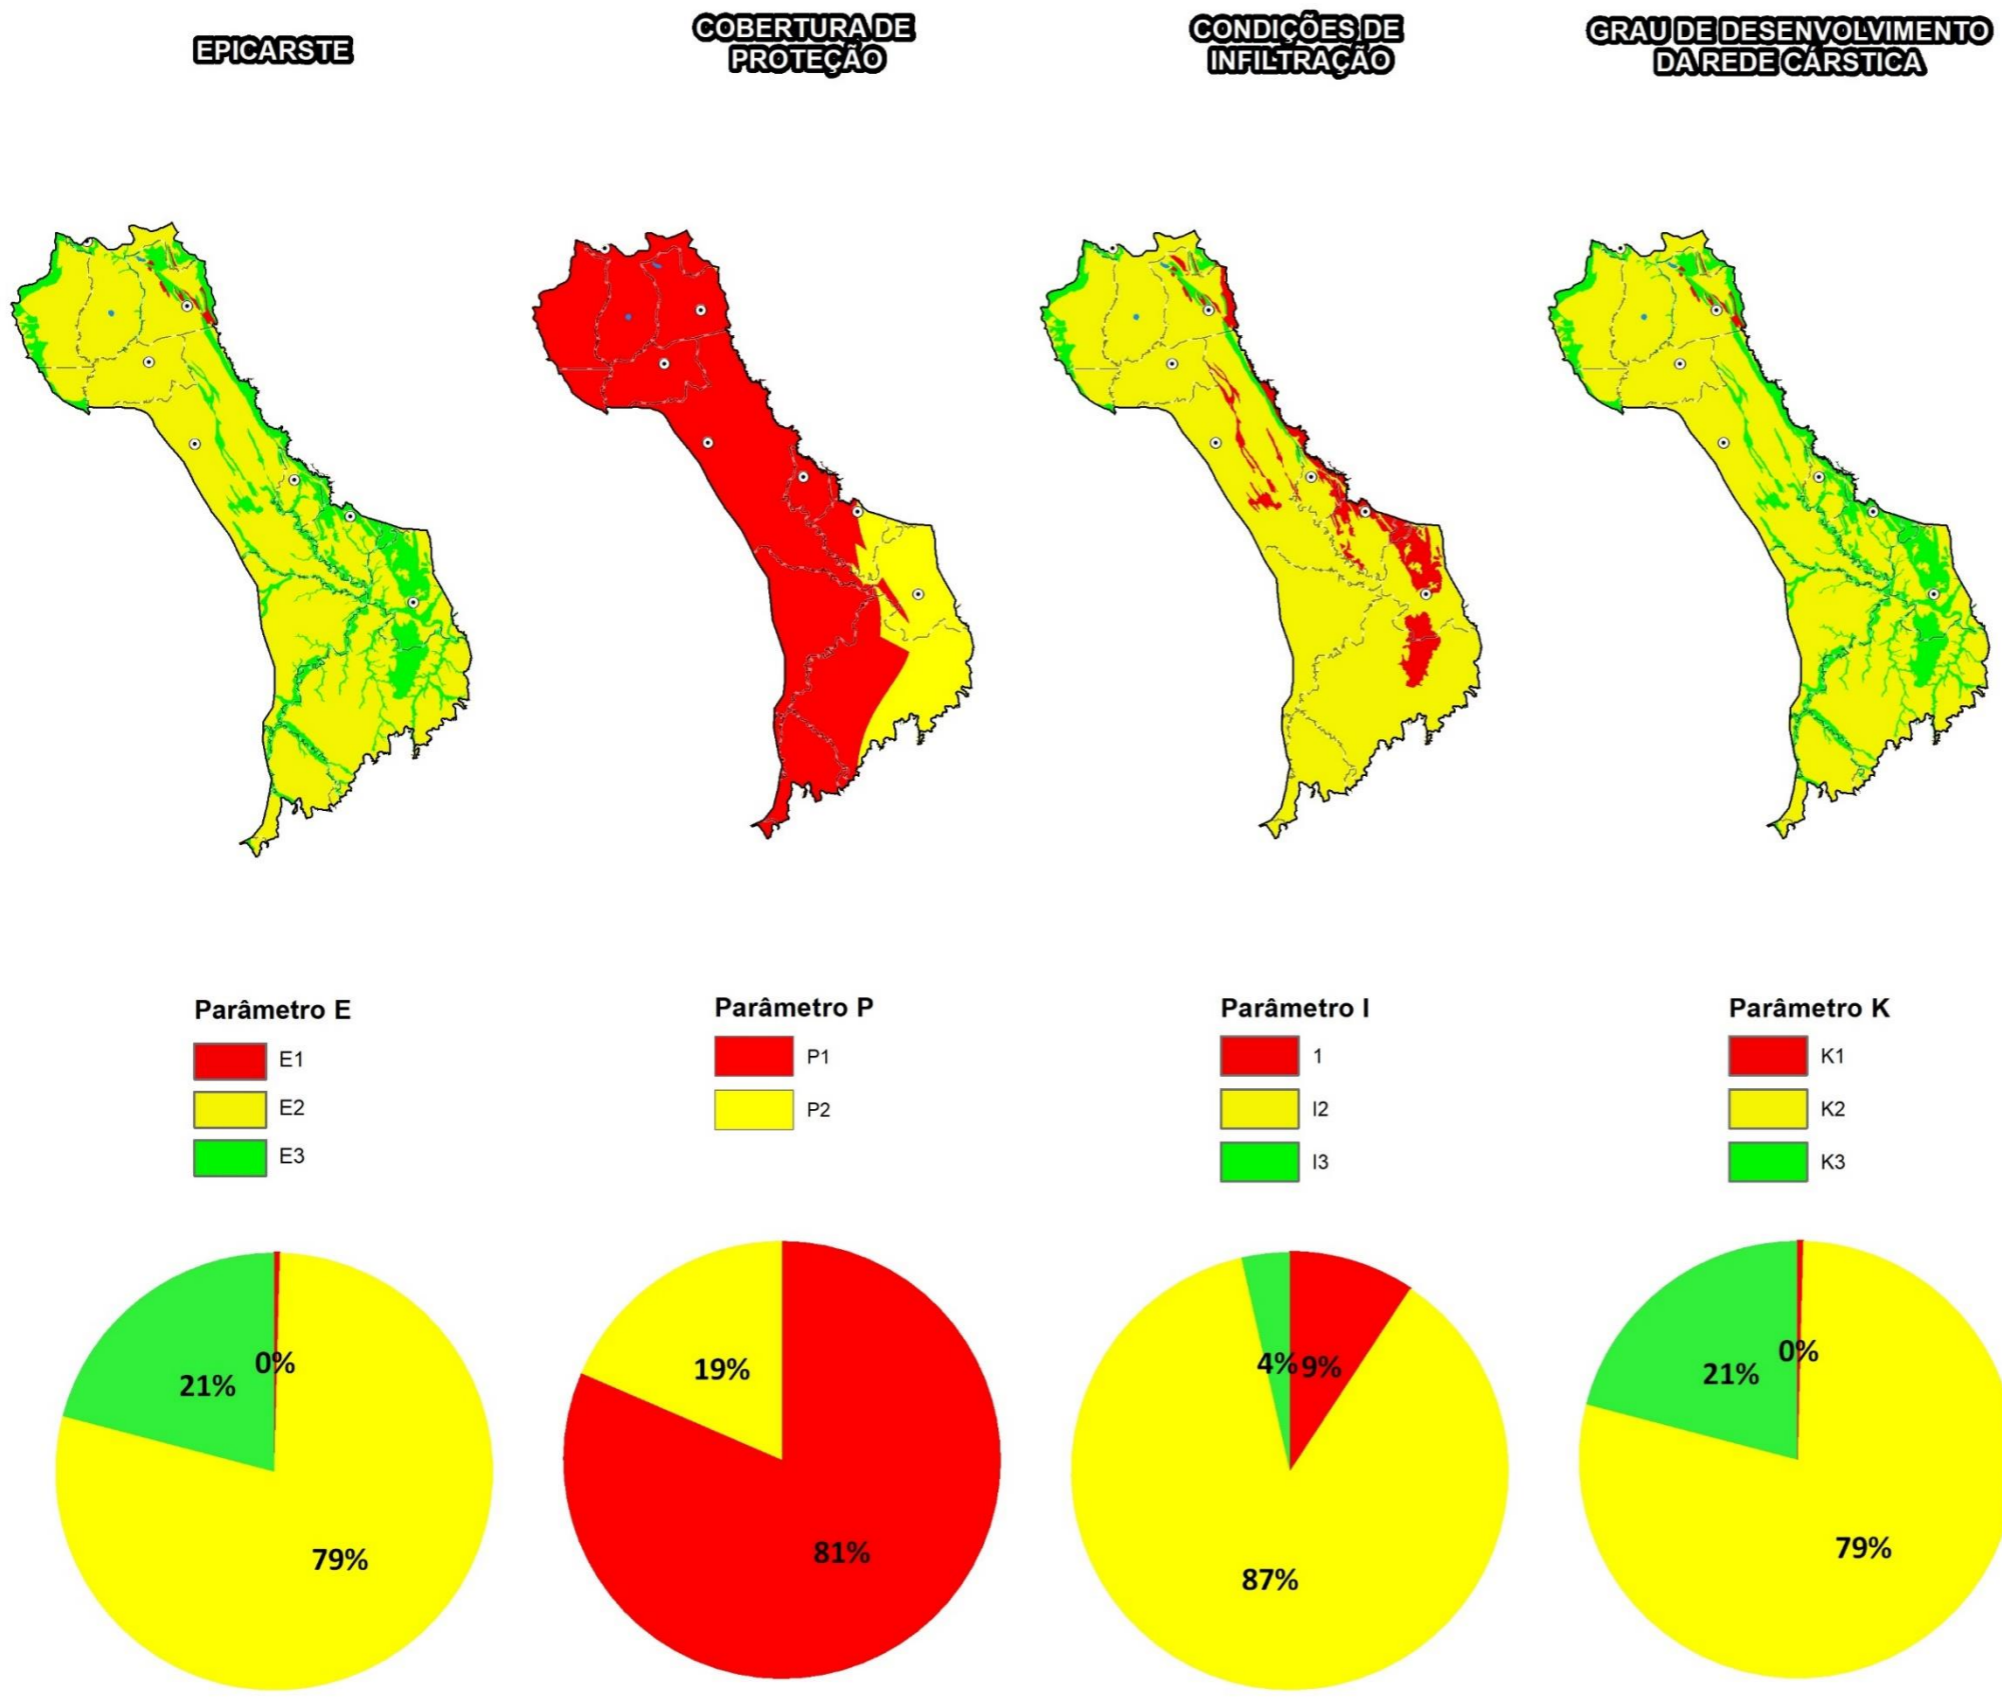 EPICARSTE
COBERTURA DE
PROTEÇÃO
CONDIÇÕES DE
INFILTRAÇÃO
GRAU DE DESENVOLVIMENTO
DA REDE CÁRSTICA
Parâmetro E
E1
E2
E3
Parâmetro P
P1
P2
Parâmetro I
1
I2
I3
Parâmetro K
K1
K2
K3
21%
0%
79%
19%
81%
4%
9%
87%
21%
0%
79%